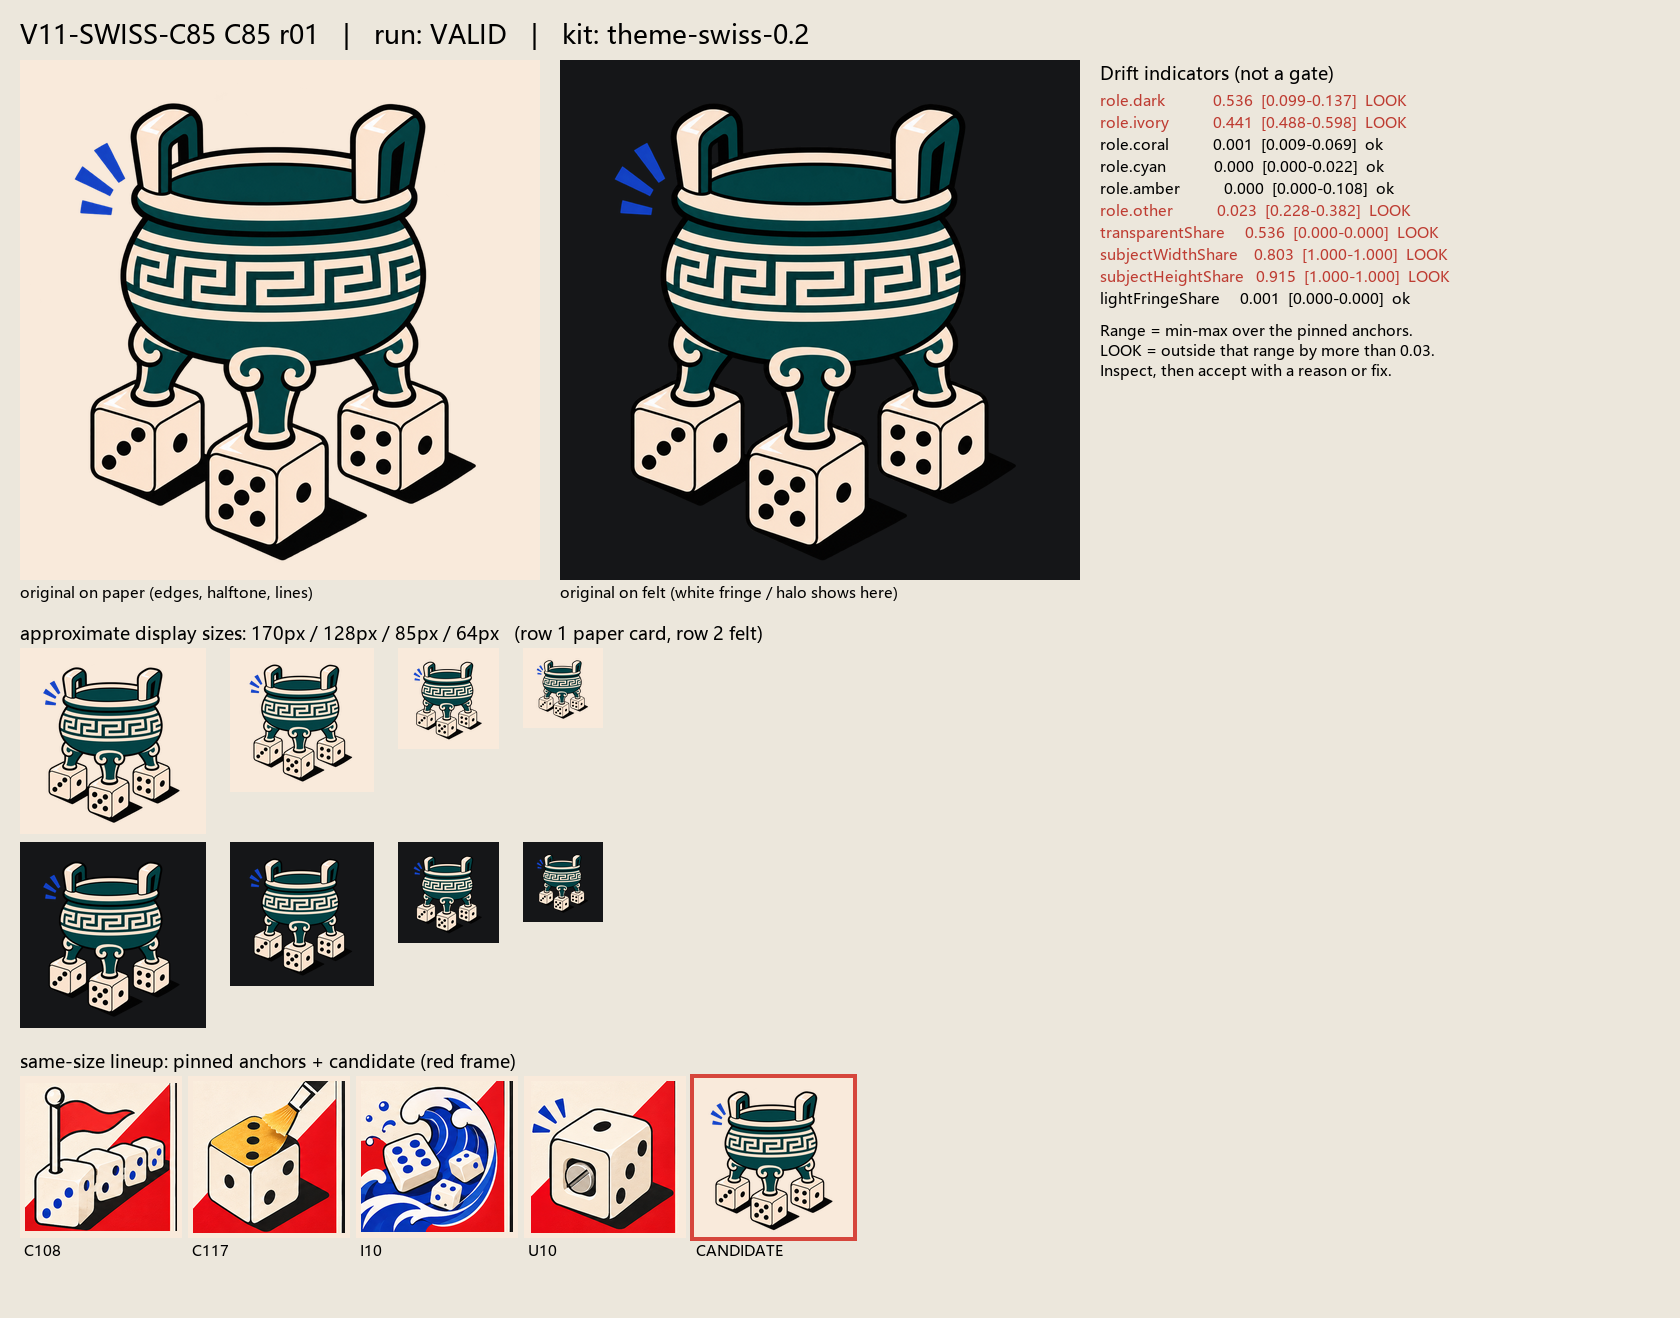 V11-SWISS-C85 C85 r01 | run: VALID | kit: theme-swiss-0.2
Drift indicators (not a gate)
role.dark 0.536 [0.099-0.137] LOOK
role.ivory 0.441 [0.488-0.598] LOOK
role.coral 0.001 [0.009-0.069] ok
role.cyan 0.000 [0.000-0.022] ok
role.amber 0.000 [0.000-0.108] ok
role.other 0.023 [0.228-0.382] LOOK
transparentShare 0.536 [0.000-0.000] LOOK
subjectWidthShare 0.803 [1.000-1.000] LOOK
subjectHeightShare 0.915 [1.000-1.000] LOOK
lightFringeShare 0.001 [0.000-0.000] ok
Range = min-max over the pinned anchors.
LOOK = outside that range by more than 0.03.
Inspect, then accept with a reason or fix.
original on paper (edges, halftone, lines)
original on felt (white fringe / halo shows here)
approximate display sizes: 170px / 128px / 85px / 64px (row 1 paper card, row 2 felt)
same-size lineup: pinned anchors + candidate (red frame)
C108
C117
I10
U10
CANDIDATE